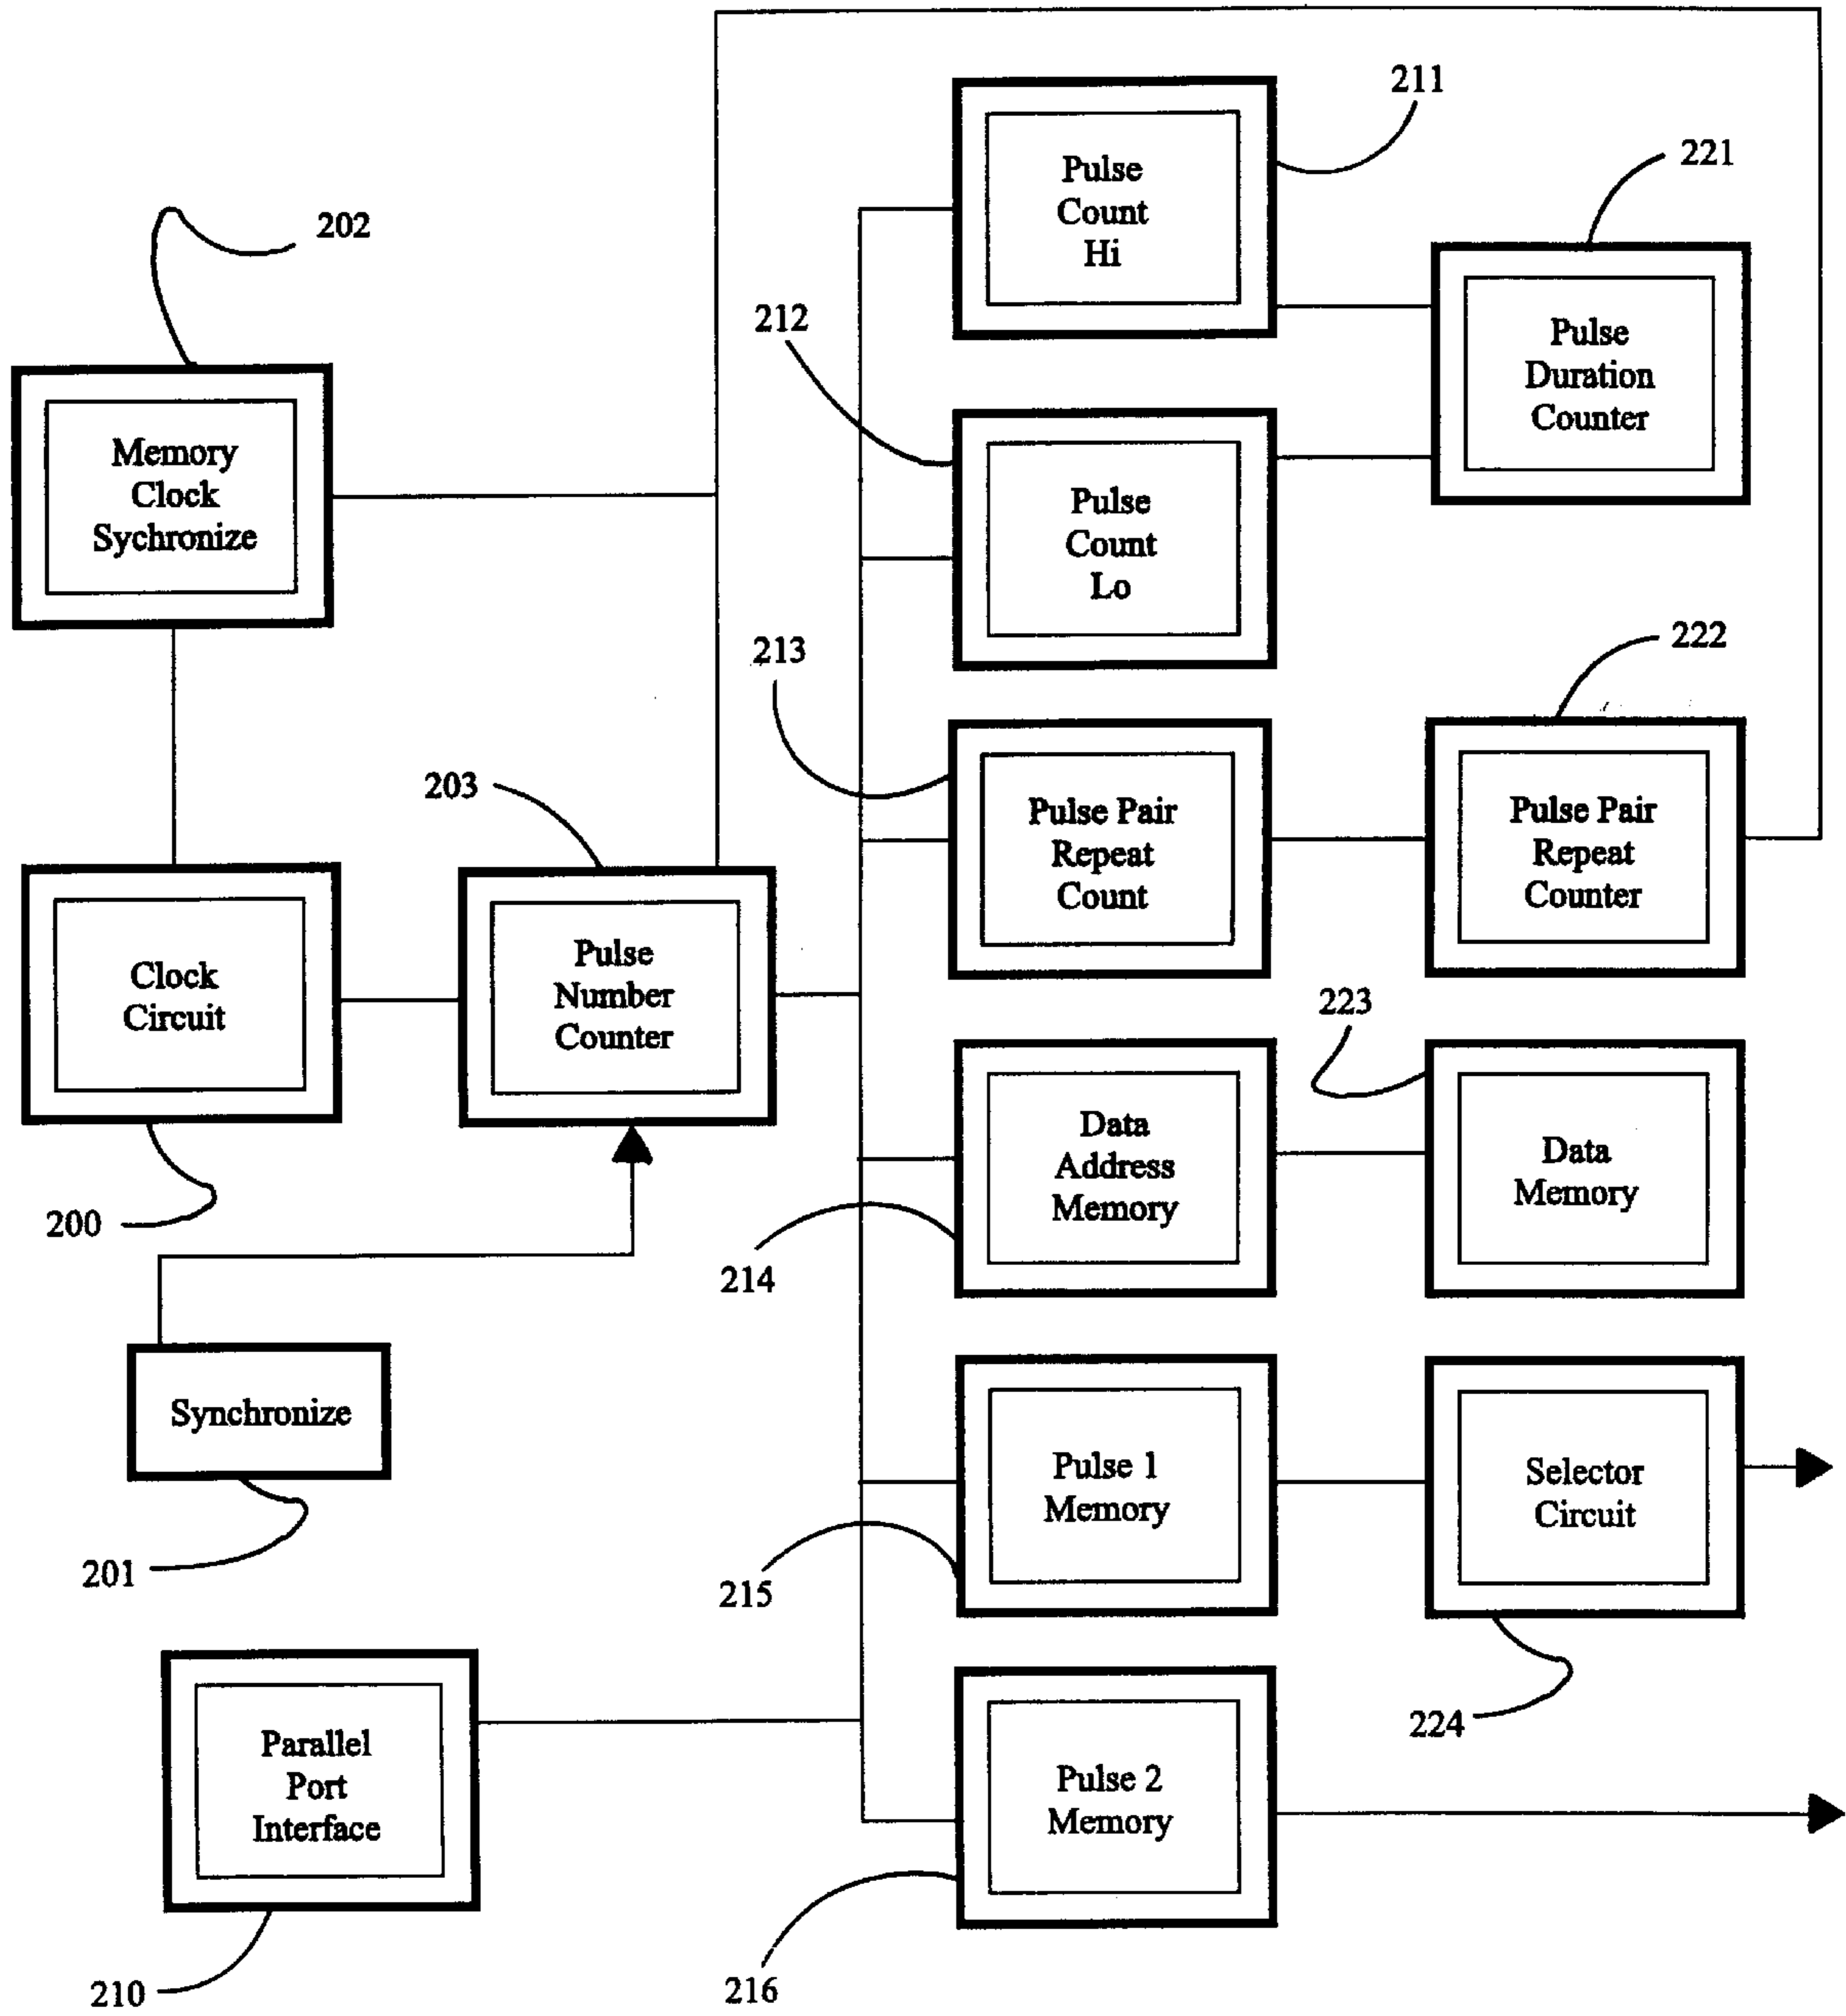 211
221
Pulse
Count
Hi
202
212
Pulse
Duration
Counter
Memory
Clock
Sychronize
Pulse
Count
Lo
213
222
203
Pulse Pair
Repeat
Count
Pulse Pair
Repeat
Counter
Clock
Circuit
Pulse
Number
Counter
223
Data
Address
Memory
Data
Memory
200
214
Synchronize
Pulse 1
Memory
Selector
Circuit
201
215
224
Parallel
Port
Interface
Pulse 2
Memory
210
216